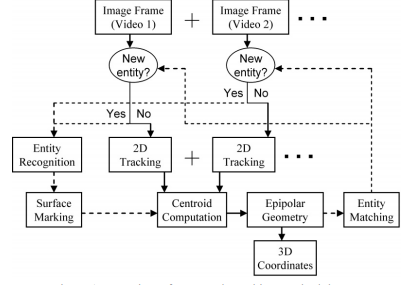 Image Frame
(Video 1)
+
Image Frame
(Video 2)
New
entity?
New
entity?
Yes
No
Yes
No
Entity
Recognition
2D
Tracking
+
2D
Tracking
Surface
Marking
Centroid
Computation
Epipolar
Geometry
Entity
Matching
3D
Coordinates